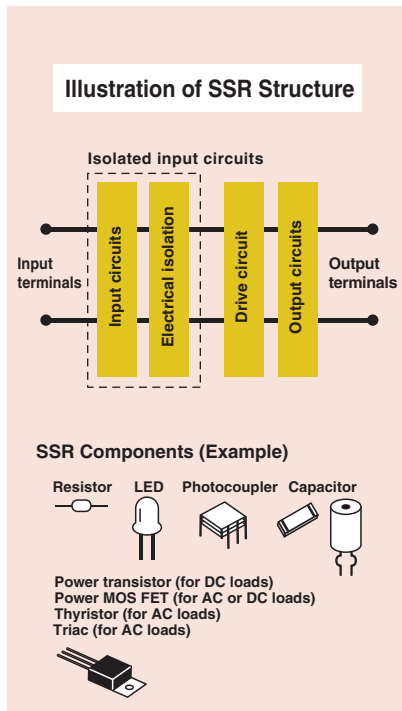 Illustration of SSR Structure
Isolated input circuits
Input
terminals
Input circuits
Electrical isolation
Drive circuit
Output circuits
Output
terminals
SSR Components (Example)
Resistor LED Photocoupler Capacitor
Power transistor (for DC loads)
Power MOS FET (for AC or DC loads)
Thyristor (for AC loads)
Triac (for AC loads)